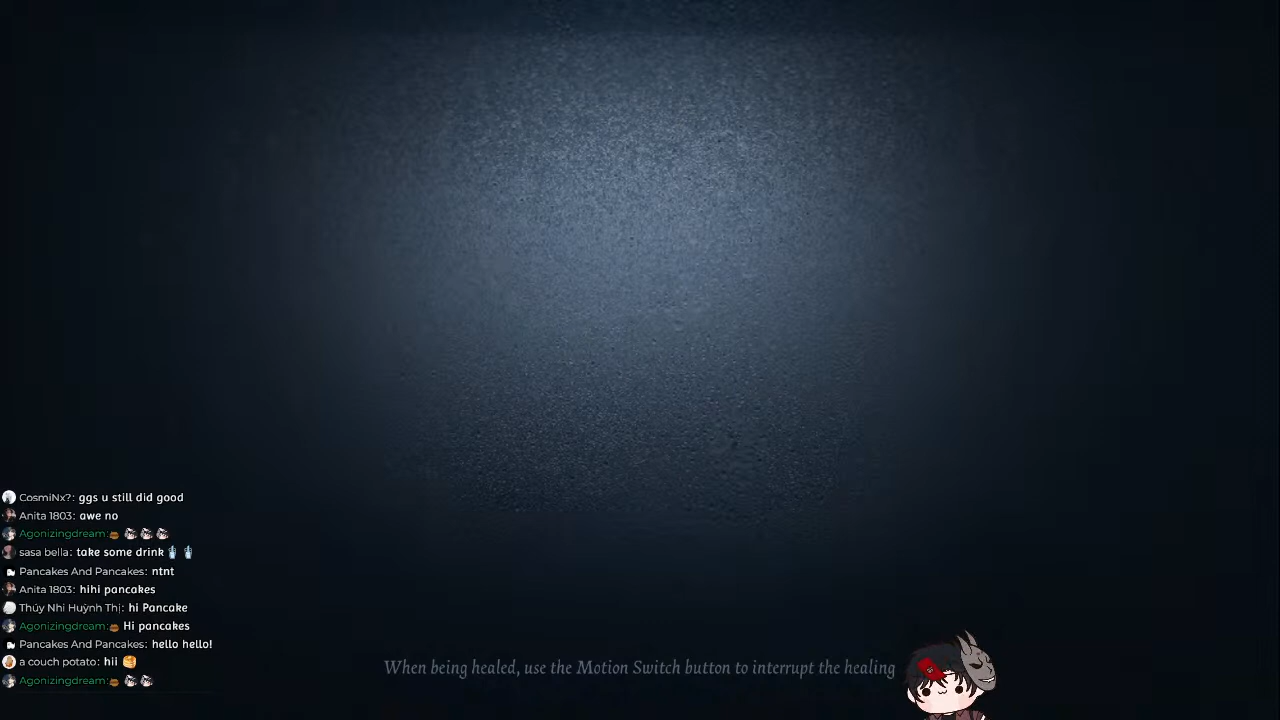 CosmiNx?: ggs u still did good
Anita 1803: awe no
Agonizingdream:
sasa bella: take some drink
Pancakes And Pancakes: ntnt
Anita 1803: hihi pancakes
Thúy Nhi Huỳnh Thị: hi Pancake
Agonizingdream: Hi pancakes
Pancakes And Pancakes: hello hello!
a couch potato: hii
Agonizingdream:
When being healed, use the Motion Switch button to interrupt the healing